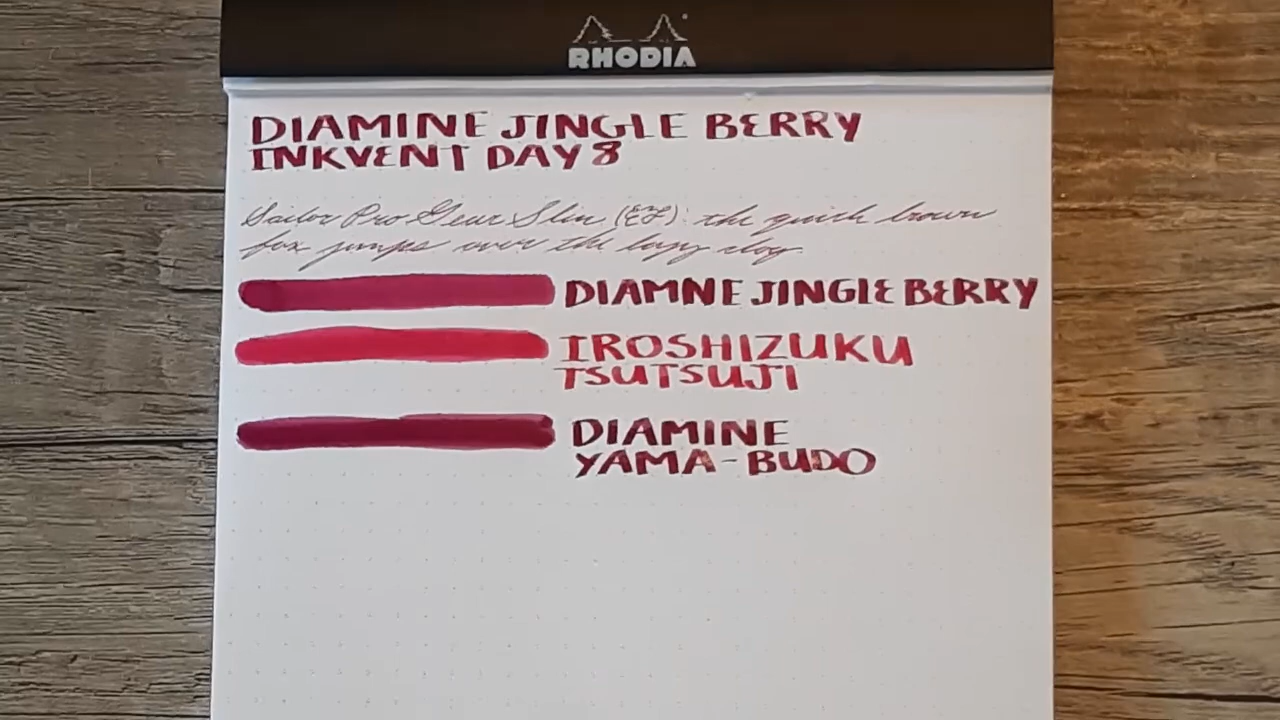 RHODIA
DIAMINE JINGLE BERRY
INKVENT DAY 8
Sailor Pro Gear Slim (EF): the quick brown
fox jumps over the lazy dog.
DIAMNE JINGLE BERRY
IROSHIZUKU
TSUTSUJI
DIAMINE
YAMA-BUDO